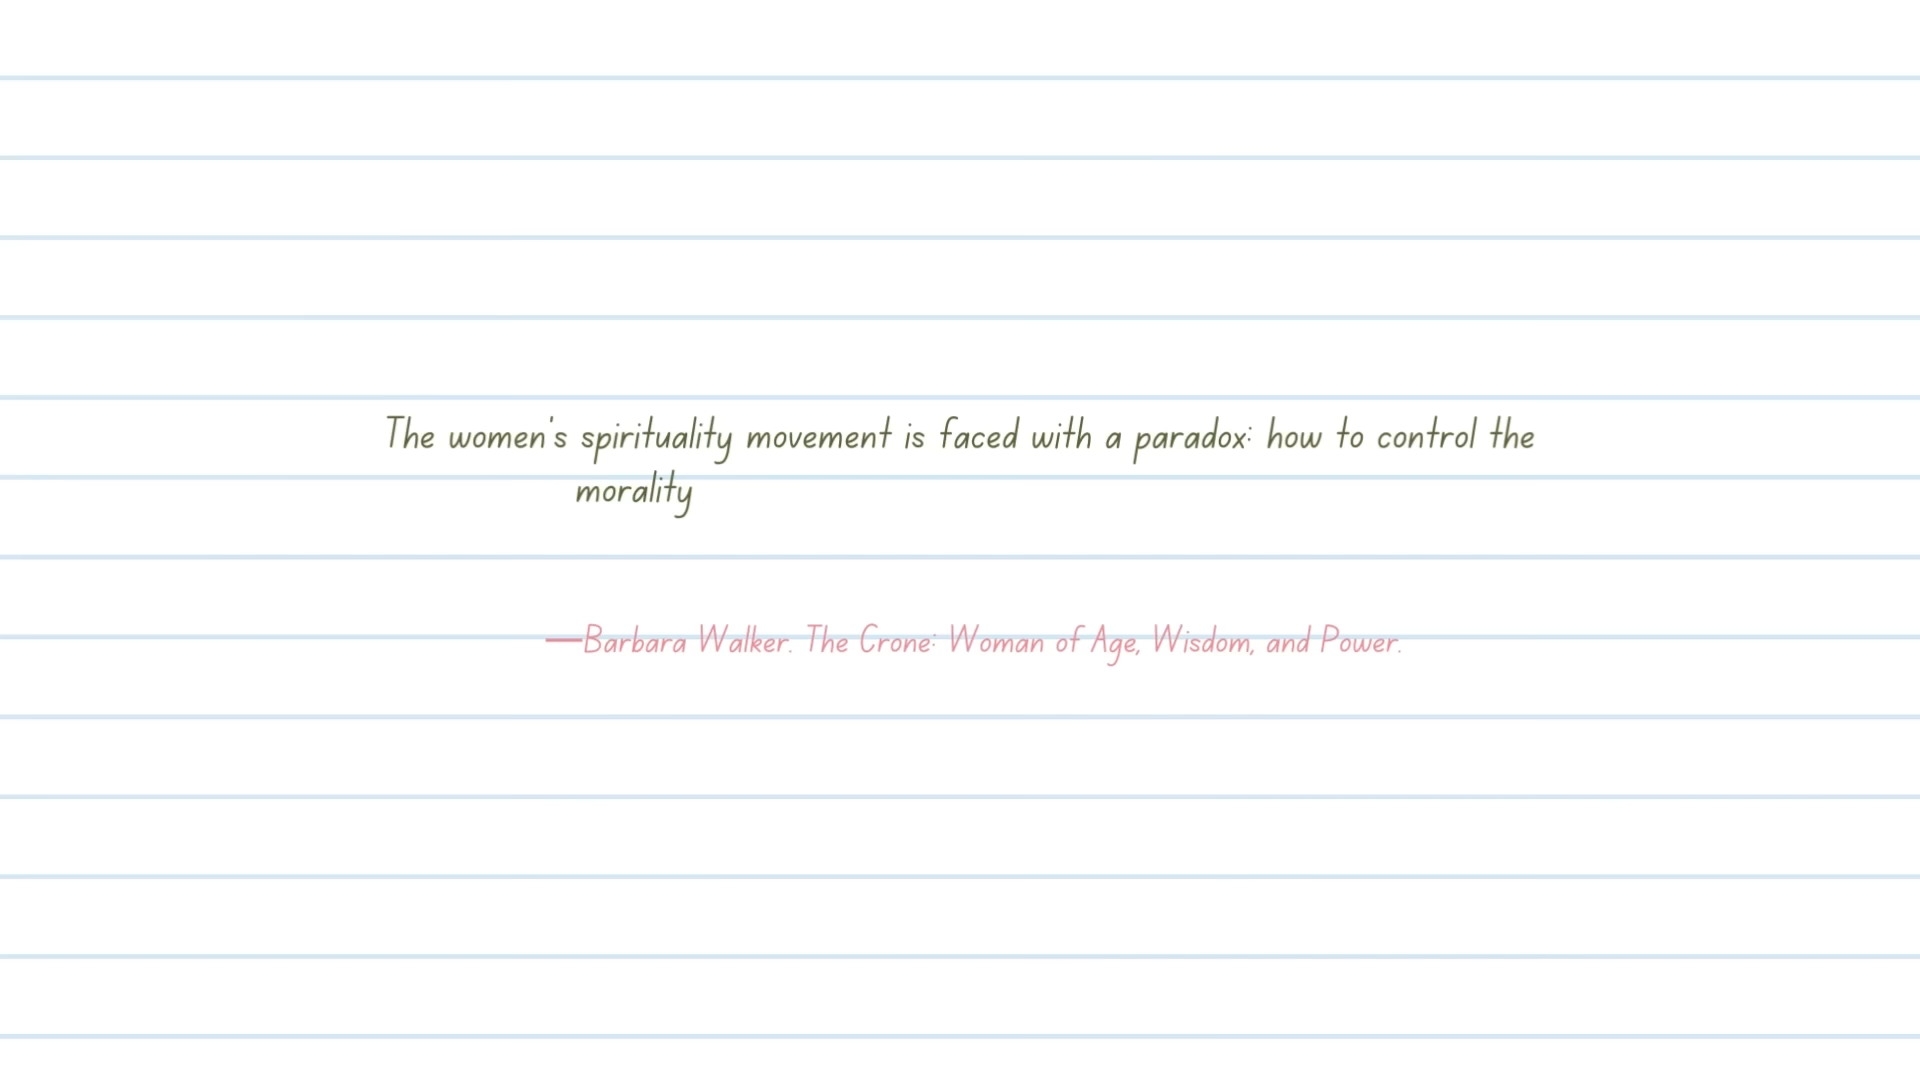 The women's spirituality movement is faced with a paradox: how to control the
morality
—Barbara Walker. The Crone: Woman of Age, Wisdom, and Power.